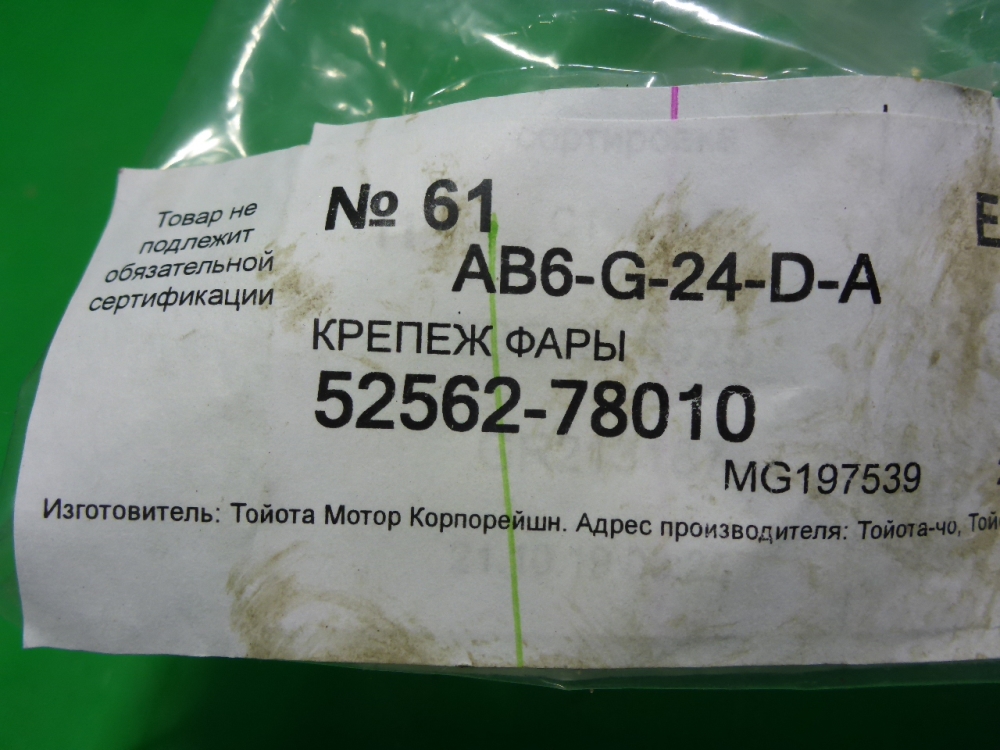 Товар не
подлежит
обязательной
сертификации
№ 61
E
AB6-G-24-D-A
КРЕПЕЖ ФАРЫ
52562-78010
MG197539
Изготовитель: Тойота Мотор Корпорейшн. Адрес производителя: Тойота-чо, Той